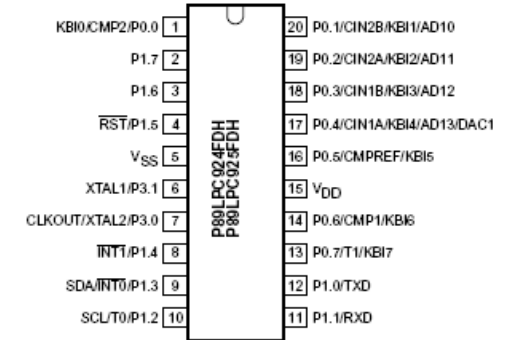 KBI0/CMP2/P0.0 1
P1.7 2
P1.6 3
RST/P1.5 4
VSS 5
XTAL1/P3.1 6
CLKOUT/XTAL2/P3.0 7
INT1/P1.4 8
SDA/INT0/P1.3 9
SCL/T0/P1.2 10
P89LPC924FDH
P89LPC925FDH
20 P0.1/CIN2B/KBI1/AD10
19 P0.2/CIN2A/KBI2/AD11
18 P0.3/CIN1B/KBI3/AD12
17 P0.4/CIN1A/KBI4/AD13/DAC1
16 P0.5/CMPREF/KBI5
15 VDD
14 P0.6/CMP1/KBI6
13 P0.7/T1/KBI7
12 P1.0/TXD
11 P1.1/RXD